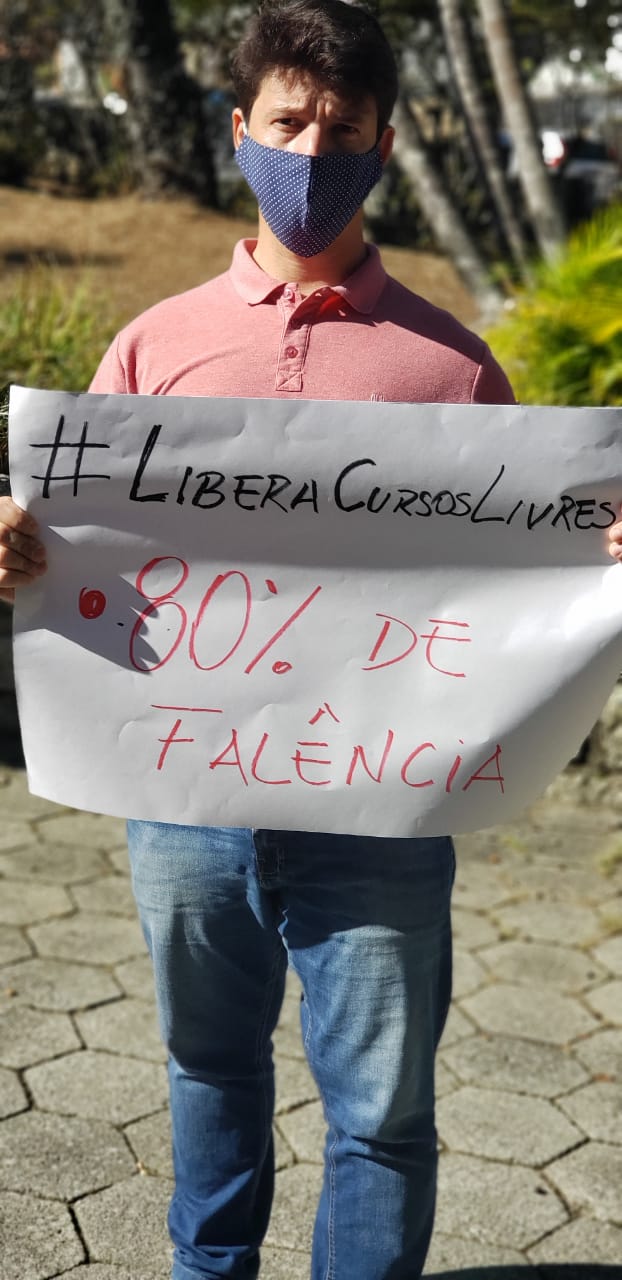 #LIBERACURSOSLIVRES
• 80% DE
FALÊNCIA